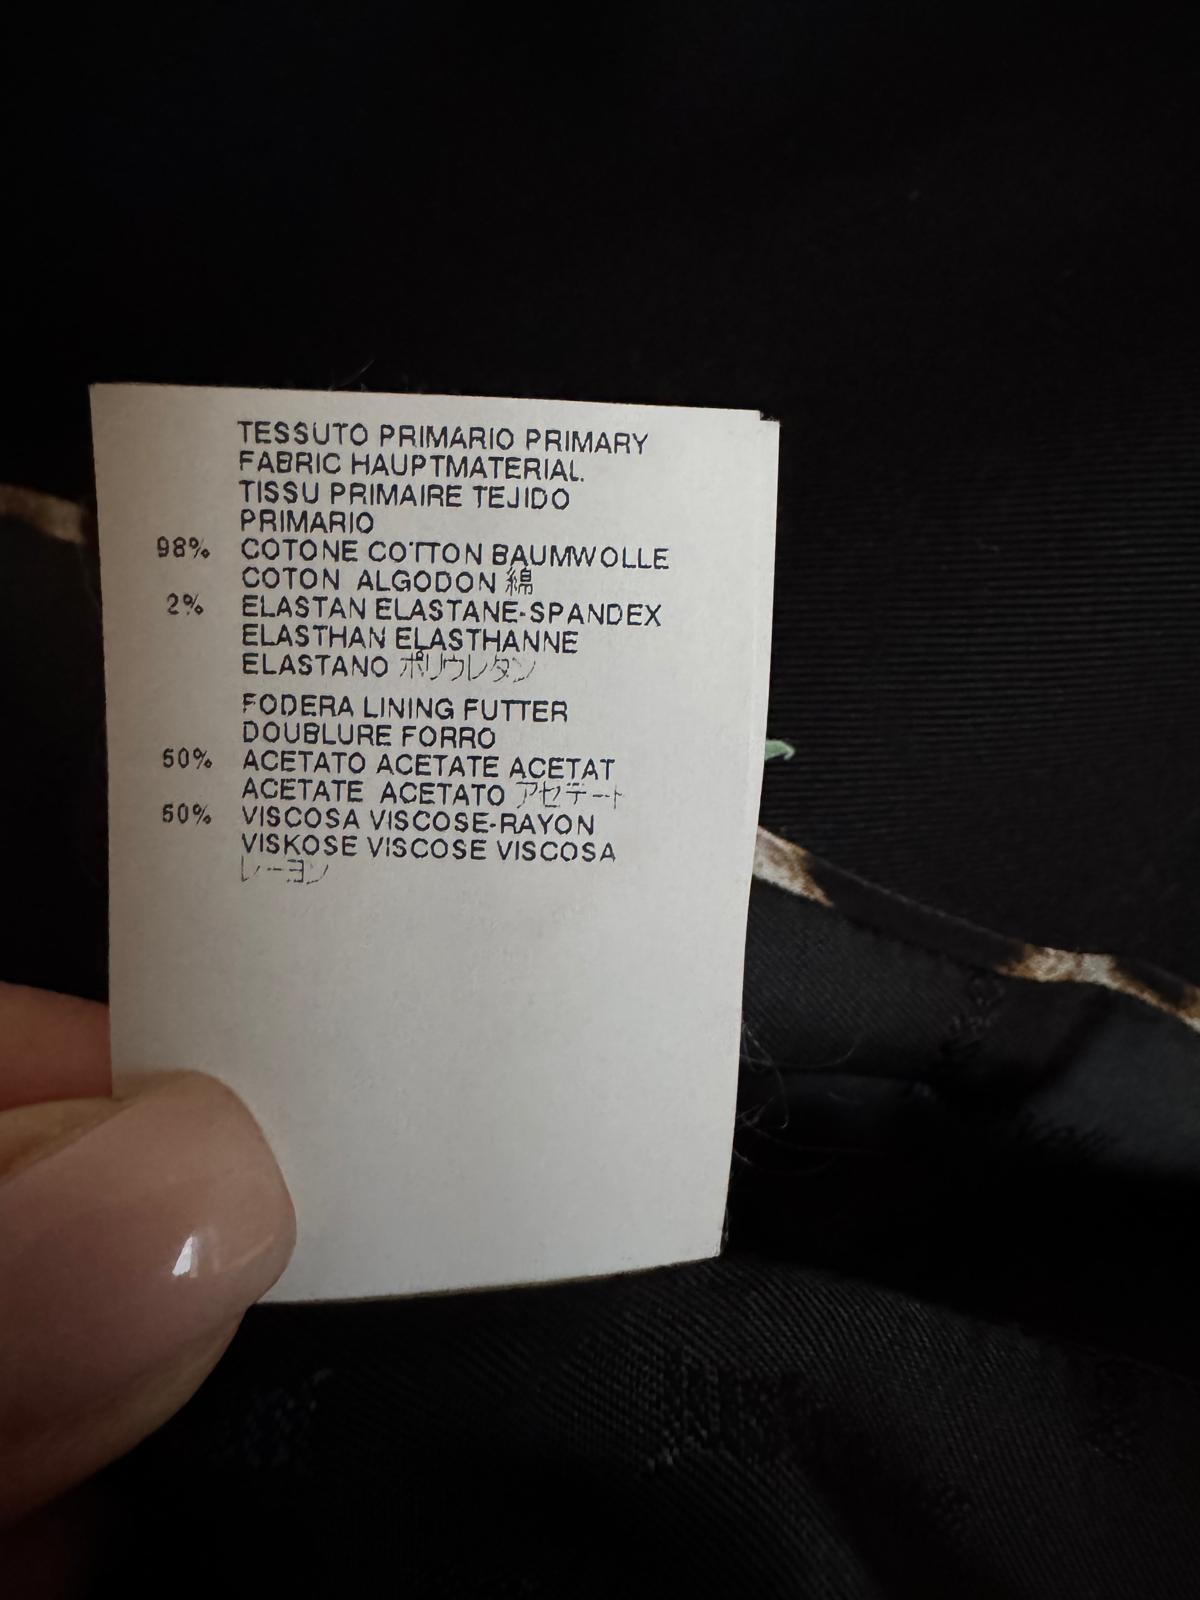 TESSUTO PRIMARIO PRIMARY
FABRIC HAUPTMATERIAL
TISSU PRIMAIRE TEJIDO
PRIMARIO
98% COTONE COTTON BAUMWOLLE
COTON ALGODON 綿
2% ELASTAN ELASTANE-SPANDEX
ELASTHAN ELASTHANNE
ELASTANO ポリウレタン
FODERA LINING FUTTER
DOUBLURE FORRO
50% ACETATO ACETATE ACETAT
ACETATE ACETATO アセテート
50% VISCOSA VISCOSE-RAYON
VISKOSE VISCOSE VISCOSA
レーヨン